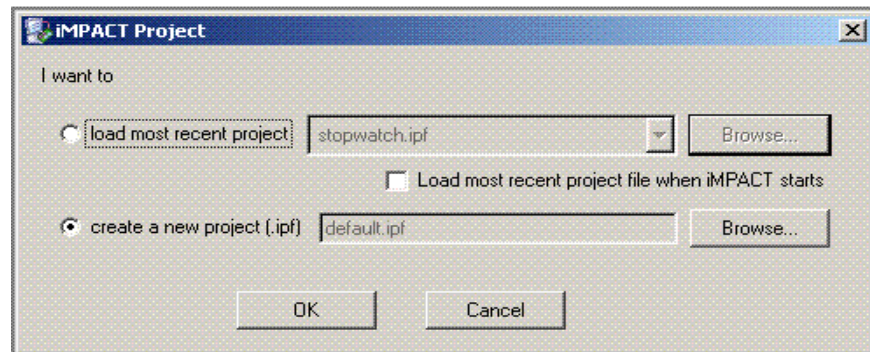 iMPACT Project
I want to
load most recent project stopwatch.ipf Browse...
Load most recent project file when iMPACT starts
create a new project (.ipf) default.ipf Browse...
OK Cancel